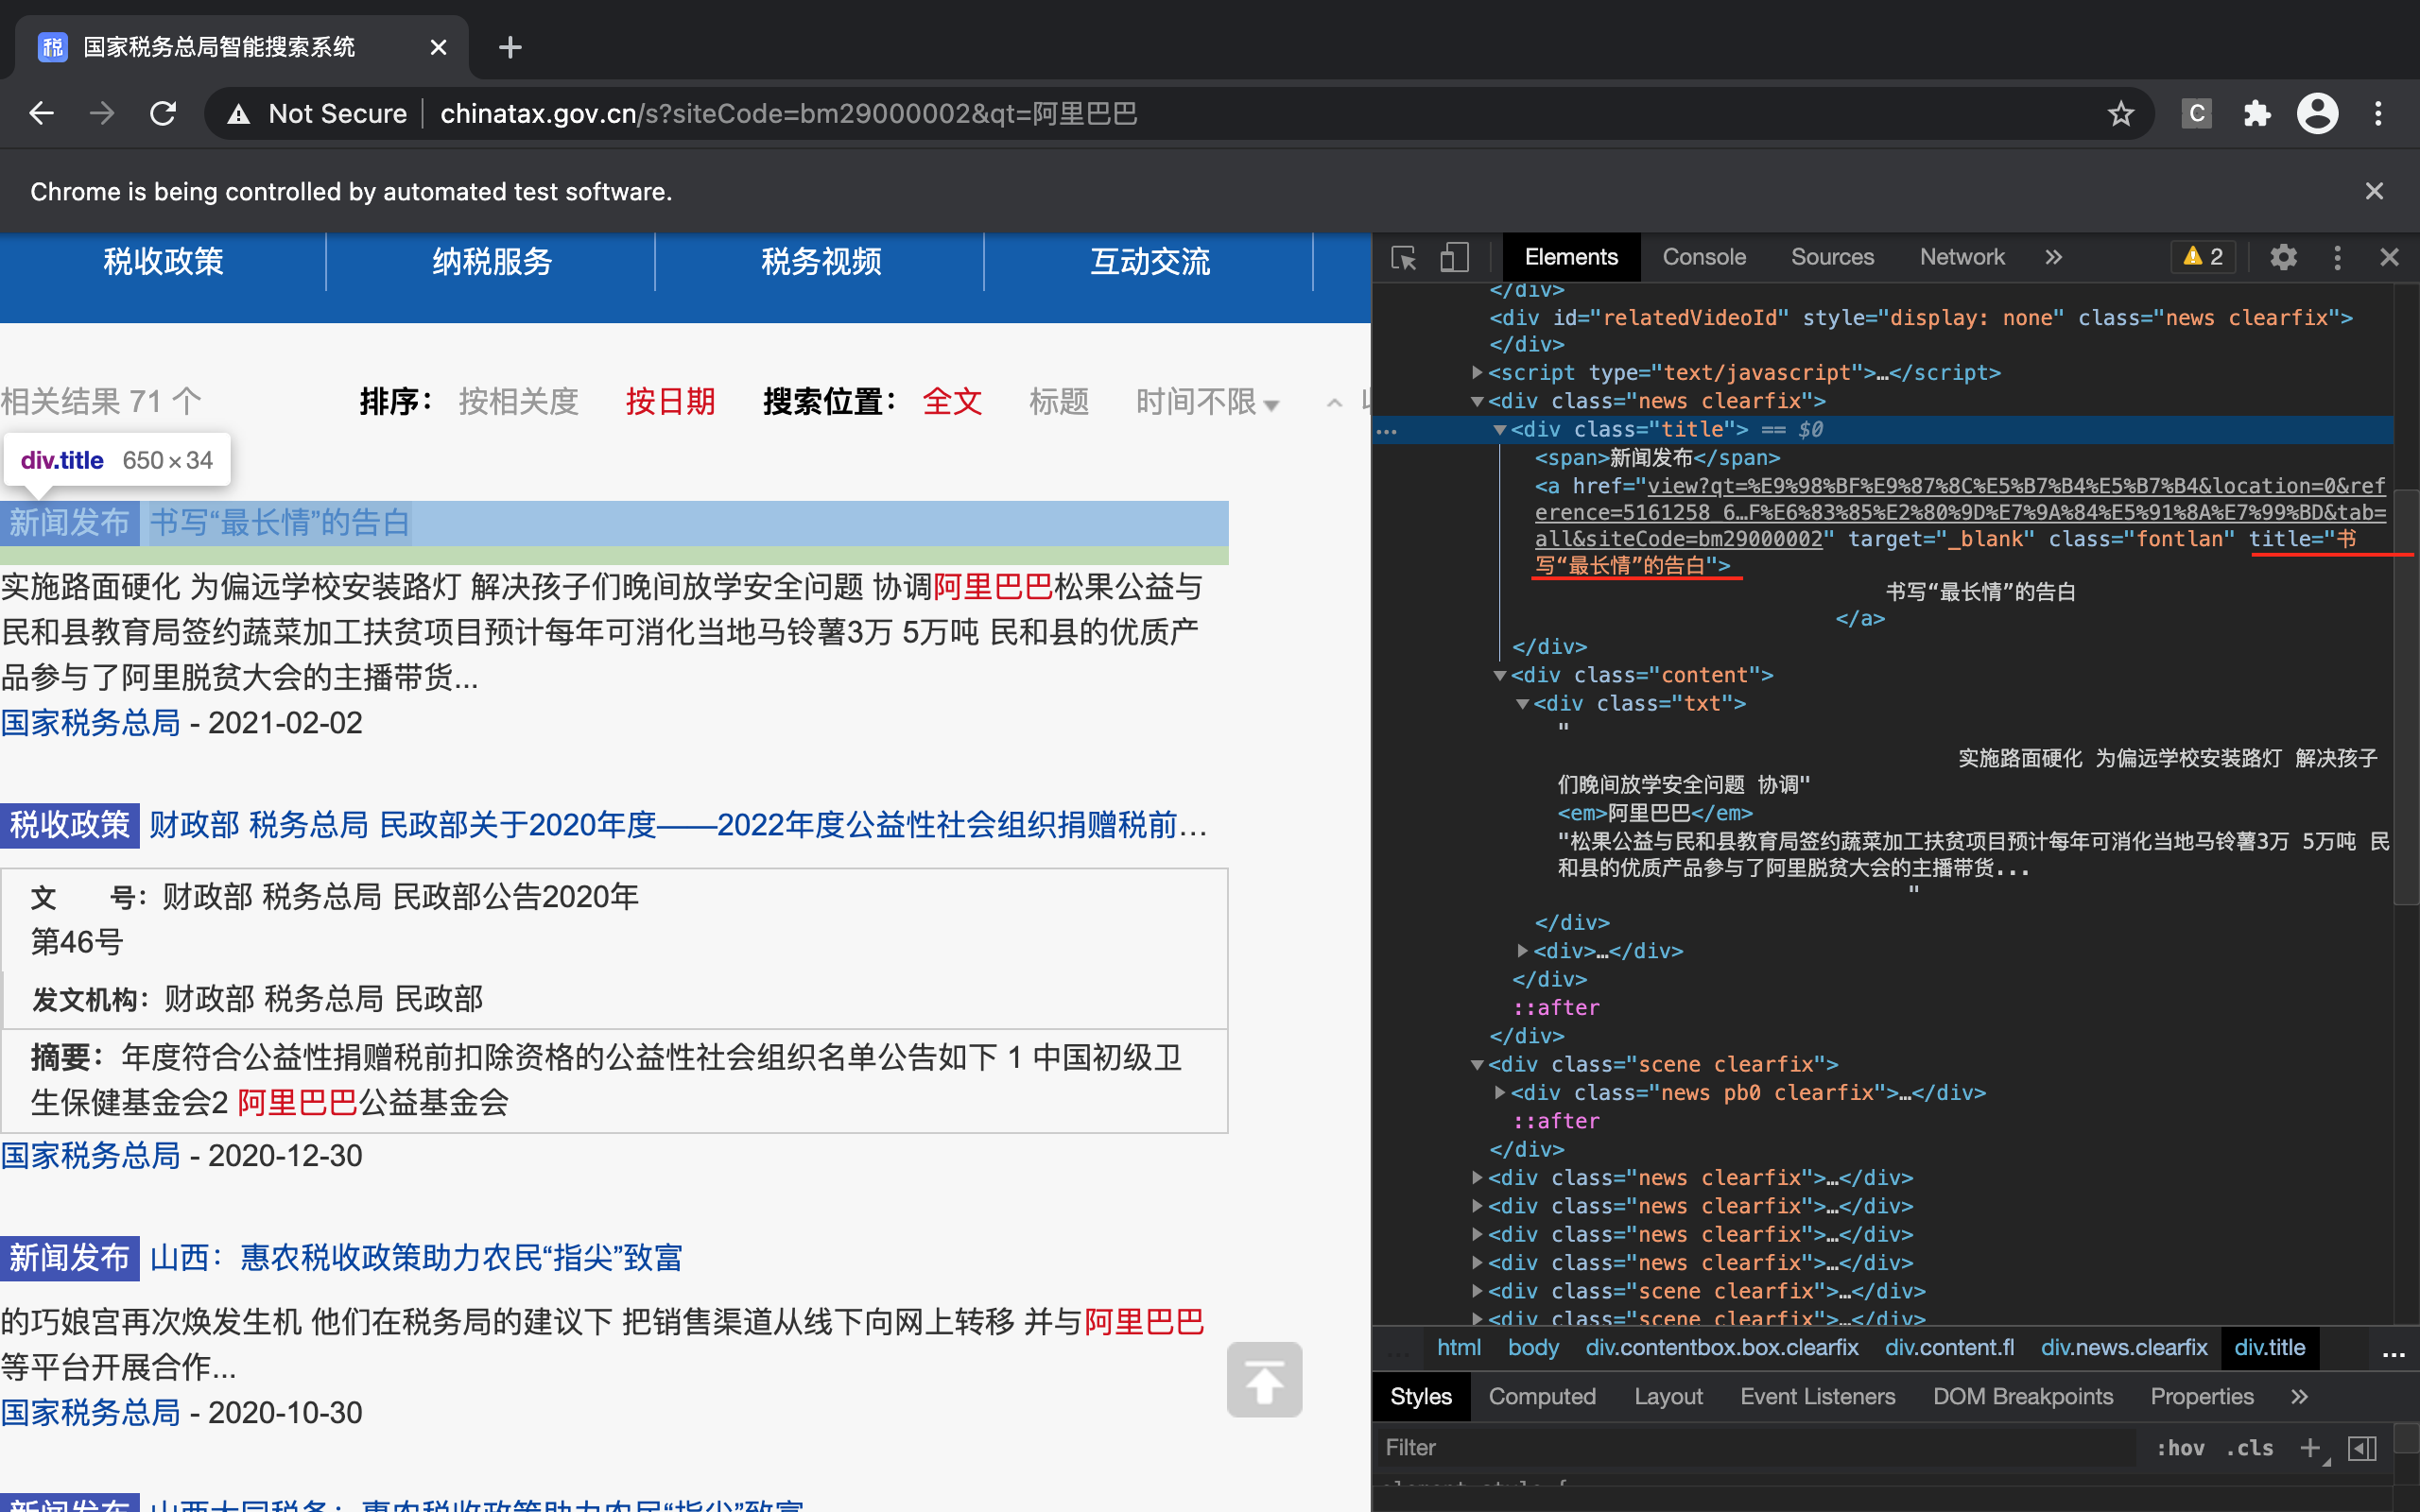 国家税务总局智能搜索系统
Not Secure
chinatax.gov.cn/s?siteCode=bm29000002&qt=阿里巴巴
C
Chrome is being controlled by automated test software.
税收政策 纳税服务 税务视频 互动交流
相关结果 71 个 排序： 按相关度 按日期 搜索位置： 全文 标题 时间不限
div.title 650×34
新闻发布 书写“最长情”的告白
实施路面硬化 为偏远学校安装路灯 解决孩子们晚间放学安全问题 协调阿里巴巴松果公益与
民和县教育局签约蔬菜加工扶贫项目预计每年可消化当地马铃薯3万 5万吨 民和县的优质产
品参与了阿里脱贫大会的主播带货...
国家税务总局 - 2021-02-02
税收政策 财政部 税务总局 民政部关于2020年度——2022年度公益性社会组织捐赠税前...
文 号： 财政部 税务总局 民政部公告2020年
第46号
发文机构： 财政部 税务总局 民政部
摘要： 年度符合公益性捐赠税前扣除资格的公益性社会组织名单公告如下 1 中国初级卫
生保健基金会2 阿里巴巴公益基金会
国家税务总局 - 2020-12-30
新闻发布 山西：惠农税收政策助力农民“指尖”致富
的巧娘宫再次焕发生机 他们在税务局的建议下 把销售渠道从线下向网上转移 并与阿里巴巴
等平台开展合作...
国家税务总局 - 2020-10-30
新闻发布 山西大同税务：惠农税收政策助力农民“指尖”致富
Elements Console Sources Network » 2
</div>
<div id="relatedVideoId" style="display: none" class="news clearfix">
</div>
<script type="text/javascript">…</script>
<div class="news clearfix">
<div class="title"> == $0
<span>新闻发布</span>
<a href="view?qt=%E9%98%BF%E9%87%8C%E5%B7%B4%E5%B7%B4&location=0&ref
erence=5161258_6…F%E6%83%85%E2%80%9D%E7%9A%84%E5%91%8A%E7%99%BD&tab=
all&siteCode=bm29000002" target="_blank" class="fontlan" title="书
写“最长情”的告白">
书写“最长情”的告白
</a>
</div>
<div class="content">
<div class="txt">
"
实施路面硬化 为偏远学校安装路灯 解决孩子
们晚间放学安全问题 协调"
<em>阿里巴巴</em>
"松果公益与民和县教育局签约蔬菜加工扶贫项目预计每年可消化当地马铃薯3万 5万吨 民
和县的优质产品参与了阿里脱贫大会的主播带货...
"
</div>
<div>…</div>
</div>
::after
</div>
<div class="scene clearfix">
<div class="news pb0 clearfix">…</div>
::after
</div>
<div class="news clearfix">…</div>
<div class="news clearfix">…</div>
<div class="news clearfix">…</div>
<div class="news clearfix">…</div>
<div class="scene clearfix">…</div>
<div class="scene clearfix">…</div>
... html body div.contentbox.box.clearfix div.content.fl div.news.clearfix div.title ...
Styles Computed Layout Event Listeners DOM Breakpoints Properties »
Filter :hov .cls +
element.style {